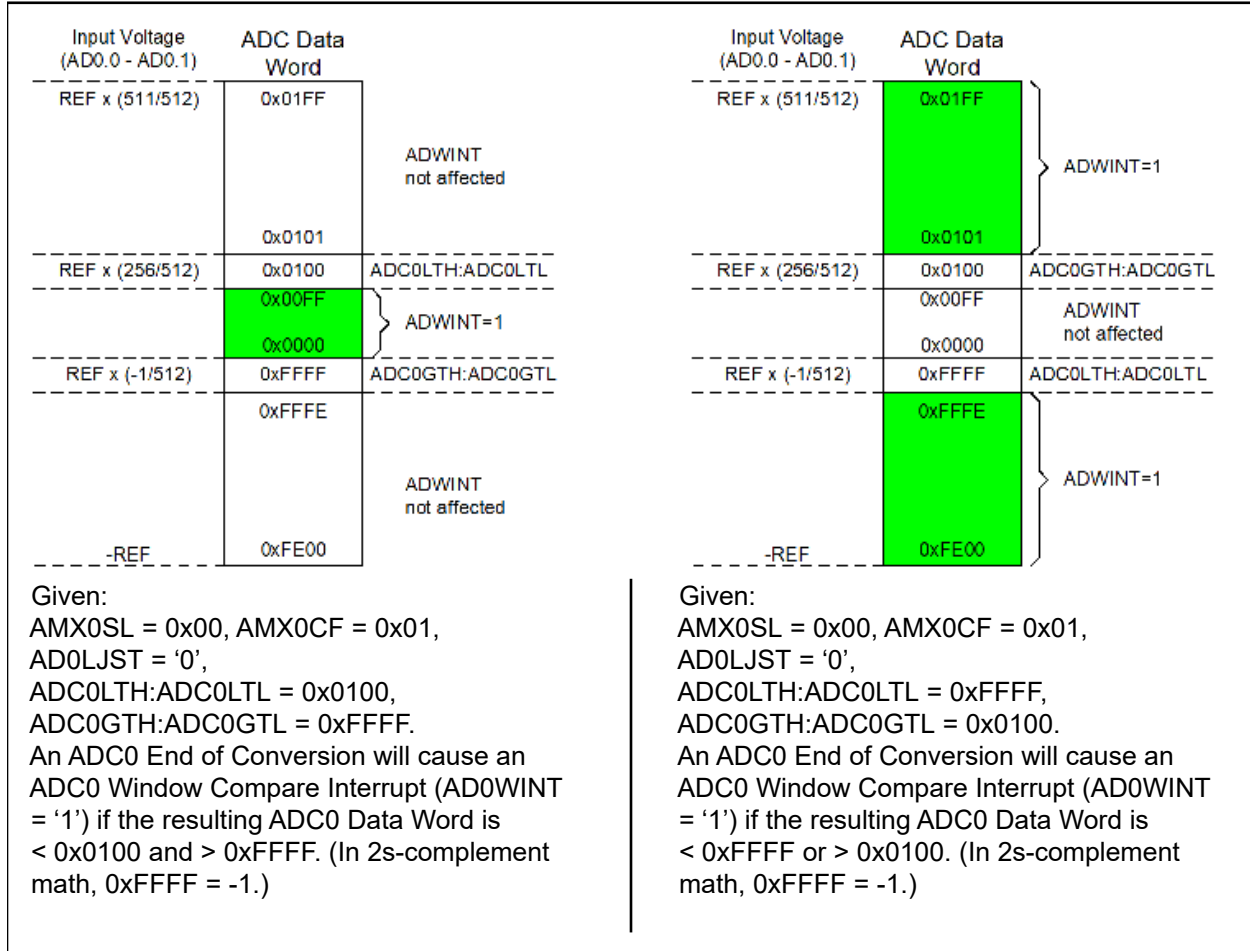 Input Voltage
(AD0.0 - AD0.1)
ADC Data
Word
REF x (511/512)
0x01FF
ADWINT
not affected
0x0101
REF x (256/512)
0x0100
ADC0LTH:ADC0LTL
0x00FF
ADWINT=1
0x0000
REF x (-1/512)
0xFFFF
ADC0GTH:ADC0GTL
0xFFFE
ADWINT
not affected
-REF
0xFE00
Given:
AMX0SL = 0x00, AMX0CF = 0x01,
AD0LJST = ‘0’,
ADC0LTH:ADC0LTL = 0x0100,
ADC0GTH:ADC0GTL = 0xFFFF.
An ADC0 End of Conversion will cause an
ADC0 Window Compare Interrupt (AD0WINT
= ‘1’) if the resulting ADC0 Data Word is
< 0x0100 and > 0xFFFF. (In 2s-complement
math, 0xFFFF = -1.)
Input Voltage
(AD0.0 - AD0.1)
ADC Data
Word
REF x (511/512)
0x01FF
ADWINT=1
0x0101
REF x (256/512)
0x0100
ADC0GTH:ADC0GTL
0x00FF
ADWINT
not affected
0x0000
REF x (-1/512)
0xFFFF
ADC0LTH:ADC0LTL
0xFFFE
ADWINT=1
-REF
0xFE00
Given:
AMX0SL = 0x00, AMX0CF = 0x01,
AD0LJST = ‘0’,
ADC0LTH:ADC0LTL = 0xFFFF,
ADC0GTH:ADC0GTL = 0x0100.
An ADC0 End of Conversion will cause an
ADC0 Window Compare Interrupt (AD0WINT
= ‘1’) if the resulting ADC0 Data Word is
< 0xFFFF or > 0x0100. (In 2s-complement
math, 0xFFFF = -1.)